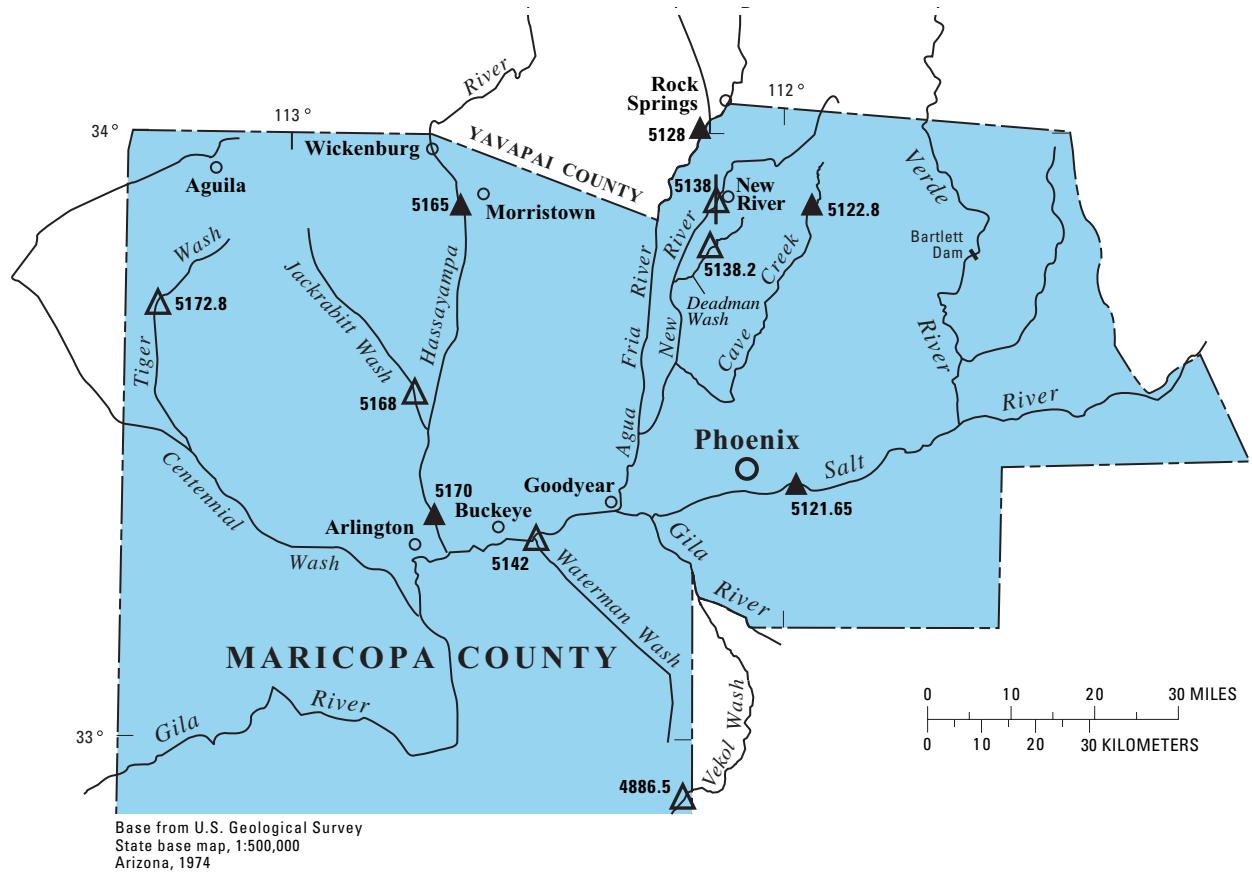 River
Rock
Springs
112 °
113 °
34 °
5128
Wickenburg
YAVAPAI COUNTY
Verde
Aguila
5138
New
River
5165
Morristown
5122.8
Wash
River
River
Creek
Bartlett
Dam
5138.2
Jackrabbitt Wash
Hassayampa
5172.8
Deadman
Wash
Tiger
Fria
New
Cave
River
5168
River
Agua
Phoenix
Salt
Centennial
5170
Goodyear
Buckeye
5121.65
Arlington
Gila
Wash
5142
Waterman Wash
River
MARICOPA COUNTY
Vekol Wash
River
Gila
0 10 20 30 MILES
0 10 20 30 KILOMETERS
33 °
4886.5
Base from U.S. Geological Survey
State base map, 1:500,000
Arizona, 1974